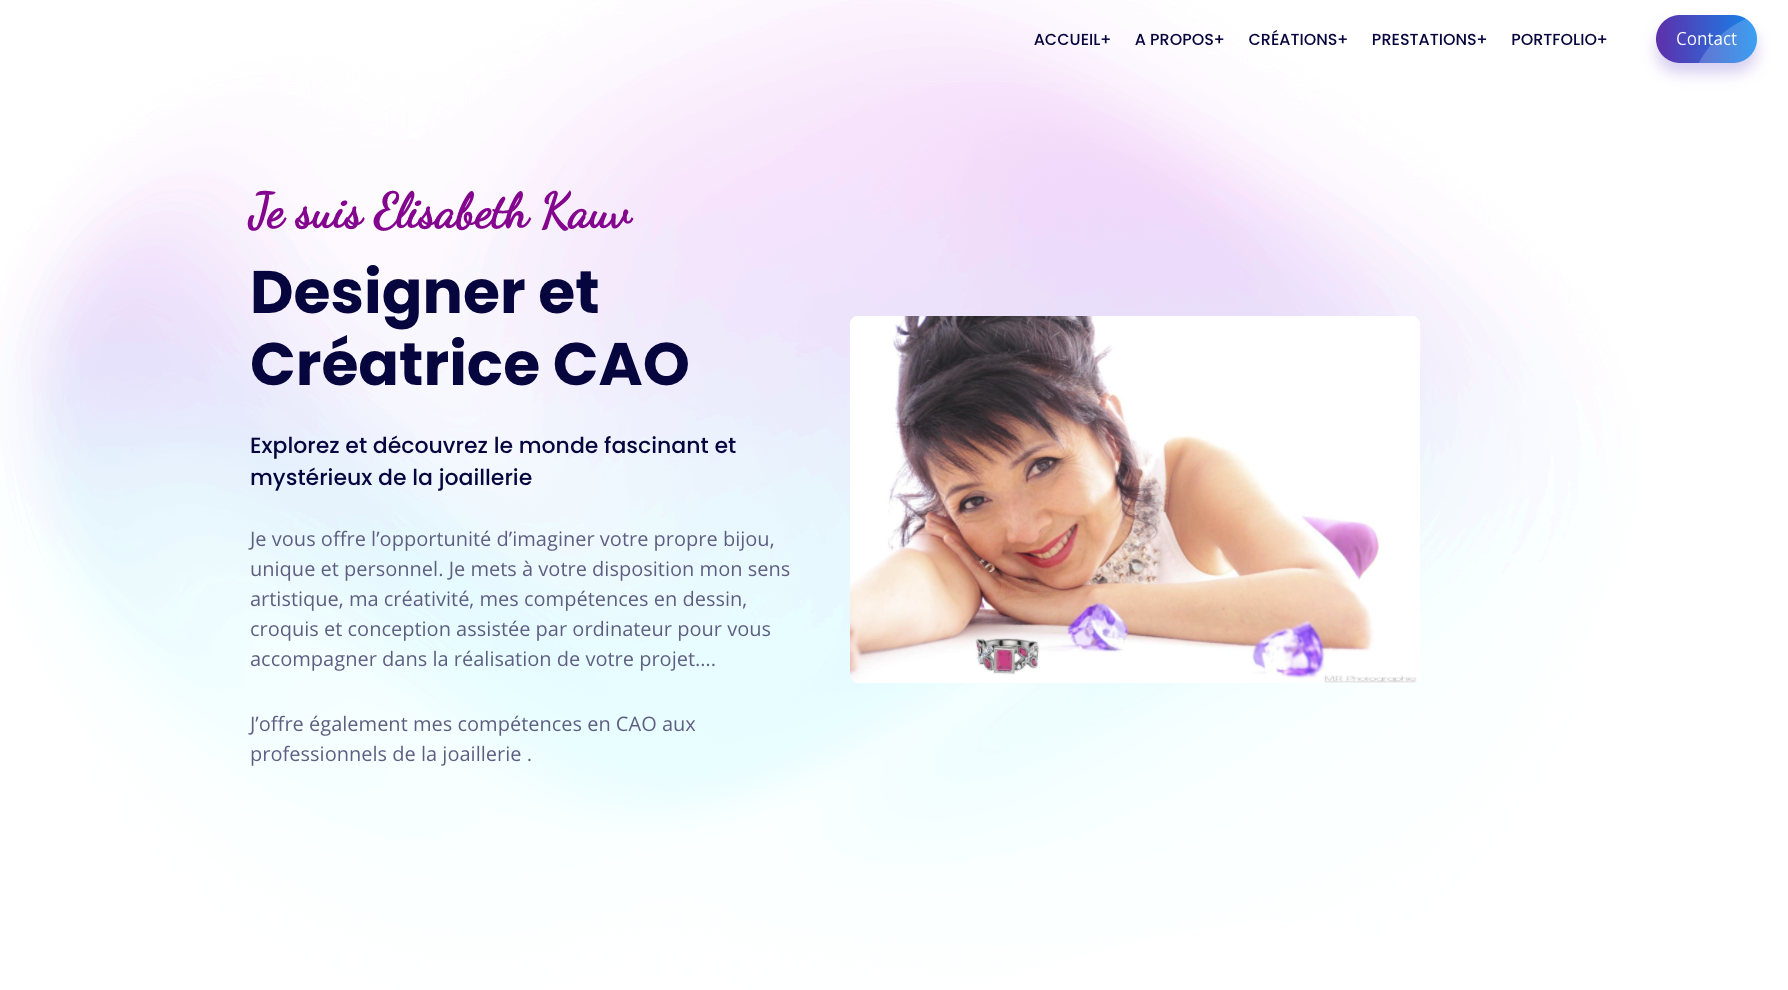 ACCUEIL+ A PROPOS+ CRÉATIONS+ PRESTATIONS+ PORTFOLIO+ Contact
Je suis Elisabeth Kauv
Designer et
Créatrice CAO
Explorez et découvrez le monde fascinant et
mystérieux de la joaillerie
Je vous offre l’opportunité d’imaginer votre propre bijou,
unique et personnel. Je mets à votre disposition mon sens
artistique, ma créativité, mes compétences en dessin,
croquis et conception assistée par ordinateur pour vous
accompagner dans la réalisation de votre projet....
J’offre également mes compétences en CAO aux
professionnels de la joaillerie .
MB Photographie